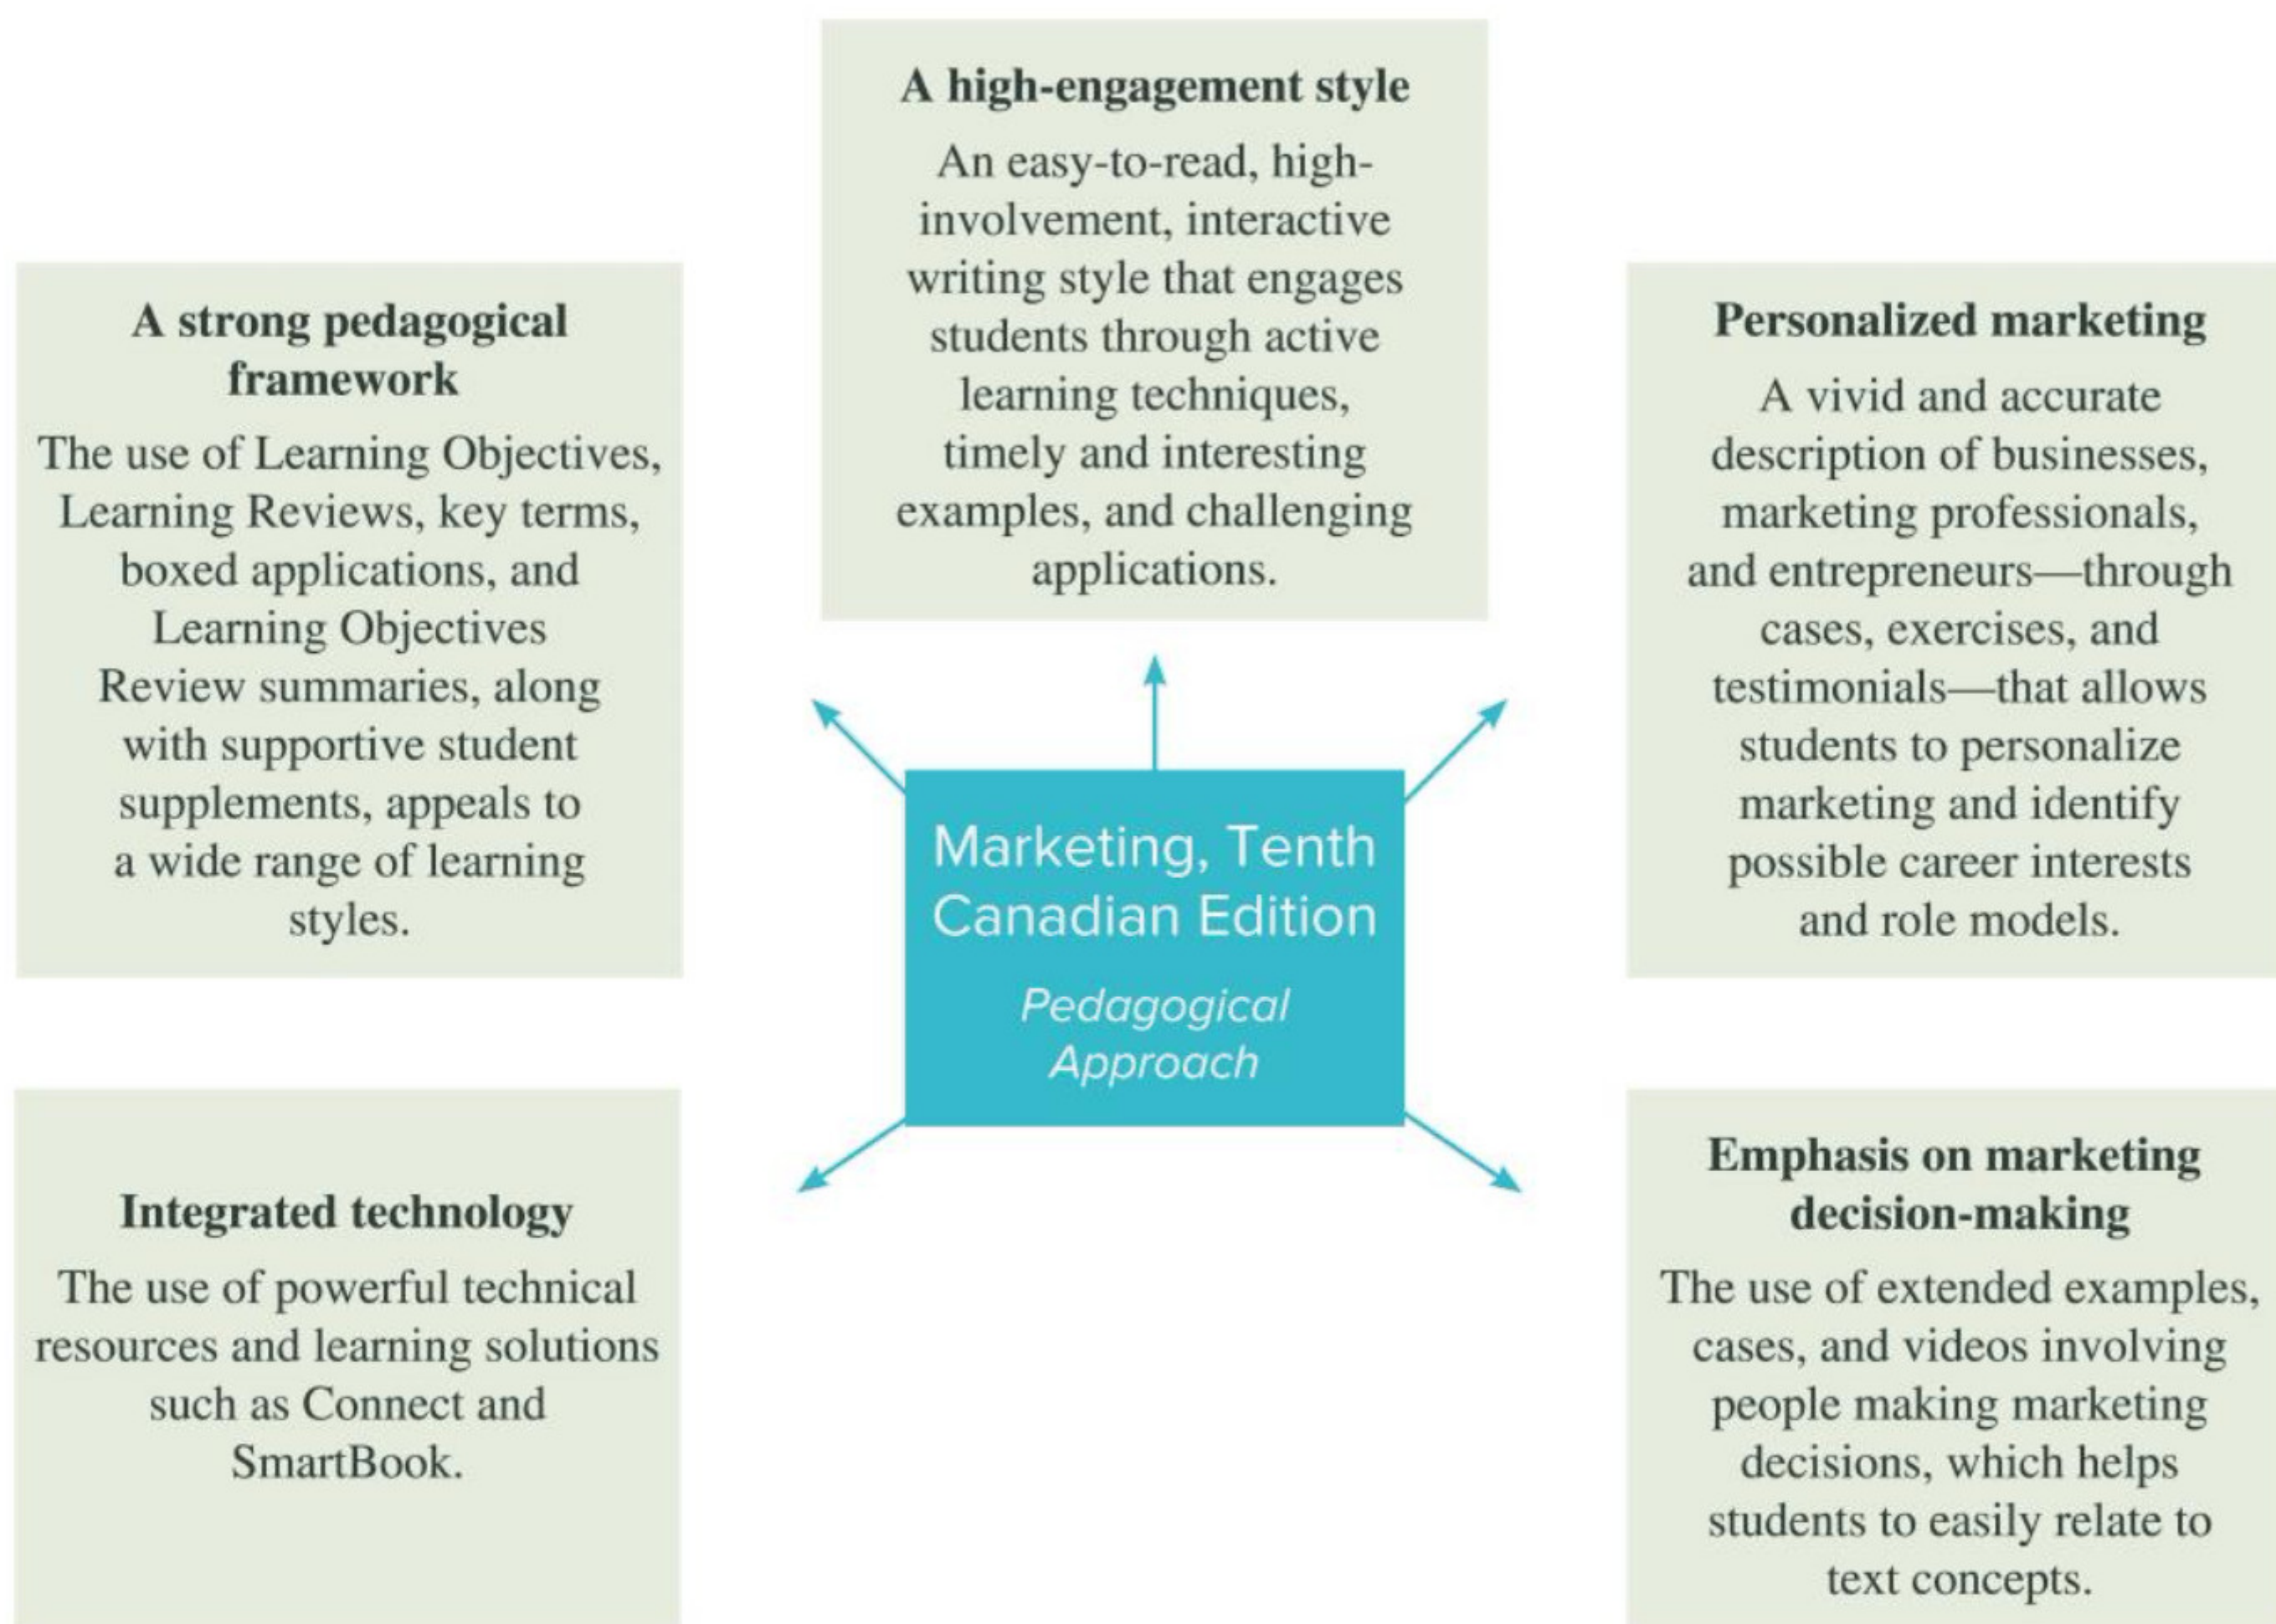 A high-engagement style
An easy-to-read, high-
involvement, interactive
writing style that engages
students through active
learning techniques,
timely and interesting
examples, and challenging
applications.
A strong pedagogical
framework
The use of Learning Objectives,
Learning Reviews, key terms,
boxed applications, and
Learning Objectives
Review summaries, along
with supportive student
supplements, appeals to
a wide range of learning
styles.
Personalized marketing
A vivid and accurate
description of businesses,
marketing professionals,
and entrepreneurs—through
cases, exercises, and
testimonials—that allows
students to personalize
marketing and identify
possible career interests
and role models.
Marketing, Tenth
Canadian Edition
Pedagogical
Approach
Integrated technology
The use of powerful technical
resources and learning solutions
such as Connect and
SmartBook.
Emphasis on marketing
decision-making
The use of extended examples,
cases, and videos involving
people making marketing
decisions, which helps
students to easily relate to
text concepts.